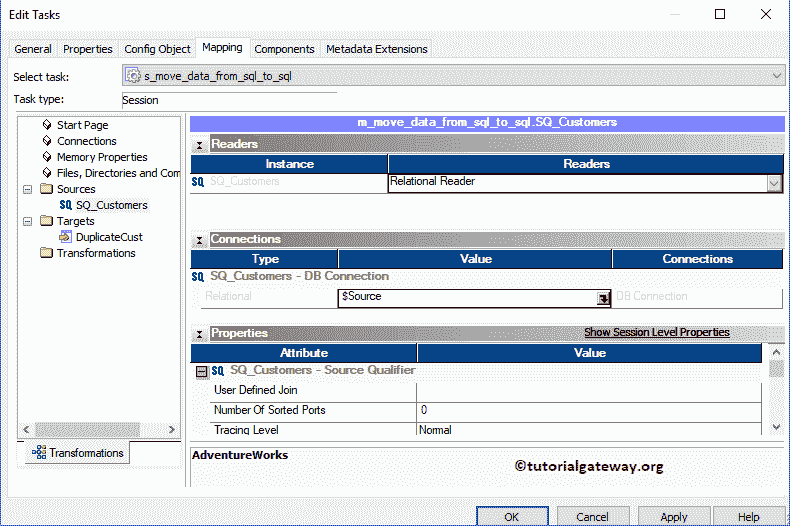 Edit Tasks
General Properties Config Object Mapping Components Metadata Extensions
Select task: s_move_data_from_sql_to_sql
Task type: Session
Start Page
Connections
Memory Properties
Files, Directories and Com
Sources
SQ_Customers
Targets
DuplicateCust
Transformations
Transformations
m_move_data_from_sql_to_sql.SQ_Customers
Readers
Instance Readers
SQ SQ_Customers Relational Reader
Connections
Type Value Connections
SQ SQ_Customers - DB Connection
Relational $Source DB Connection
Properties Show Session Level Properties
Attribute Value
SQ SQ_Customers - Source Qualifier
User Defined Join
Number Of Sorted Ports 0
Tracing Level Normal
AdventureWorks
©tutorialgateway.org
OK Cancel Apply Help